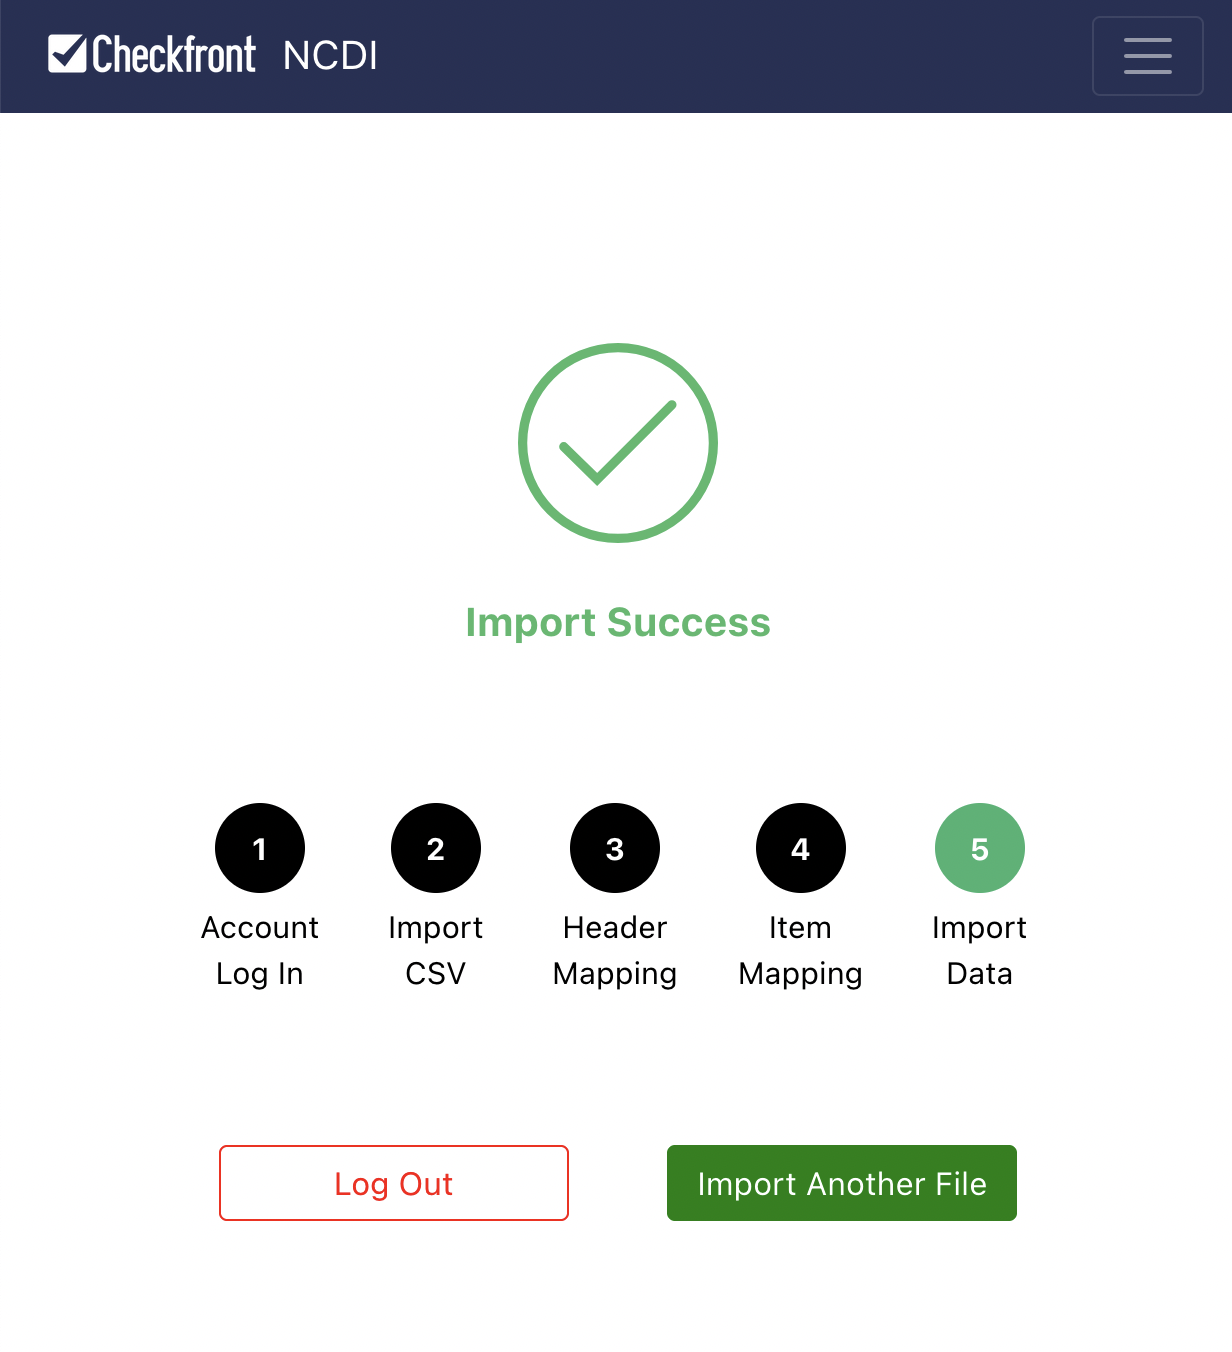 Checkfront NCDI
Import Success
1 2 3 4 5
Account Import Header Item Import
Log In CSV Mapping Mapping Data
Log Out Import Another File